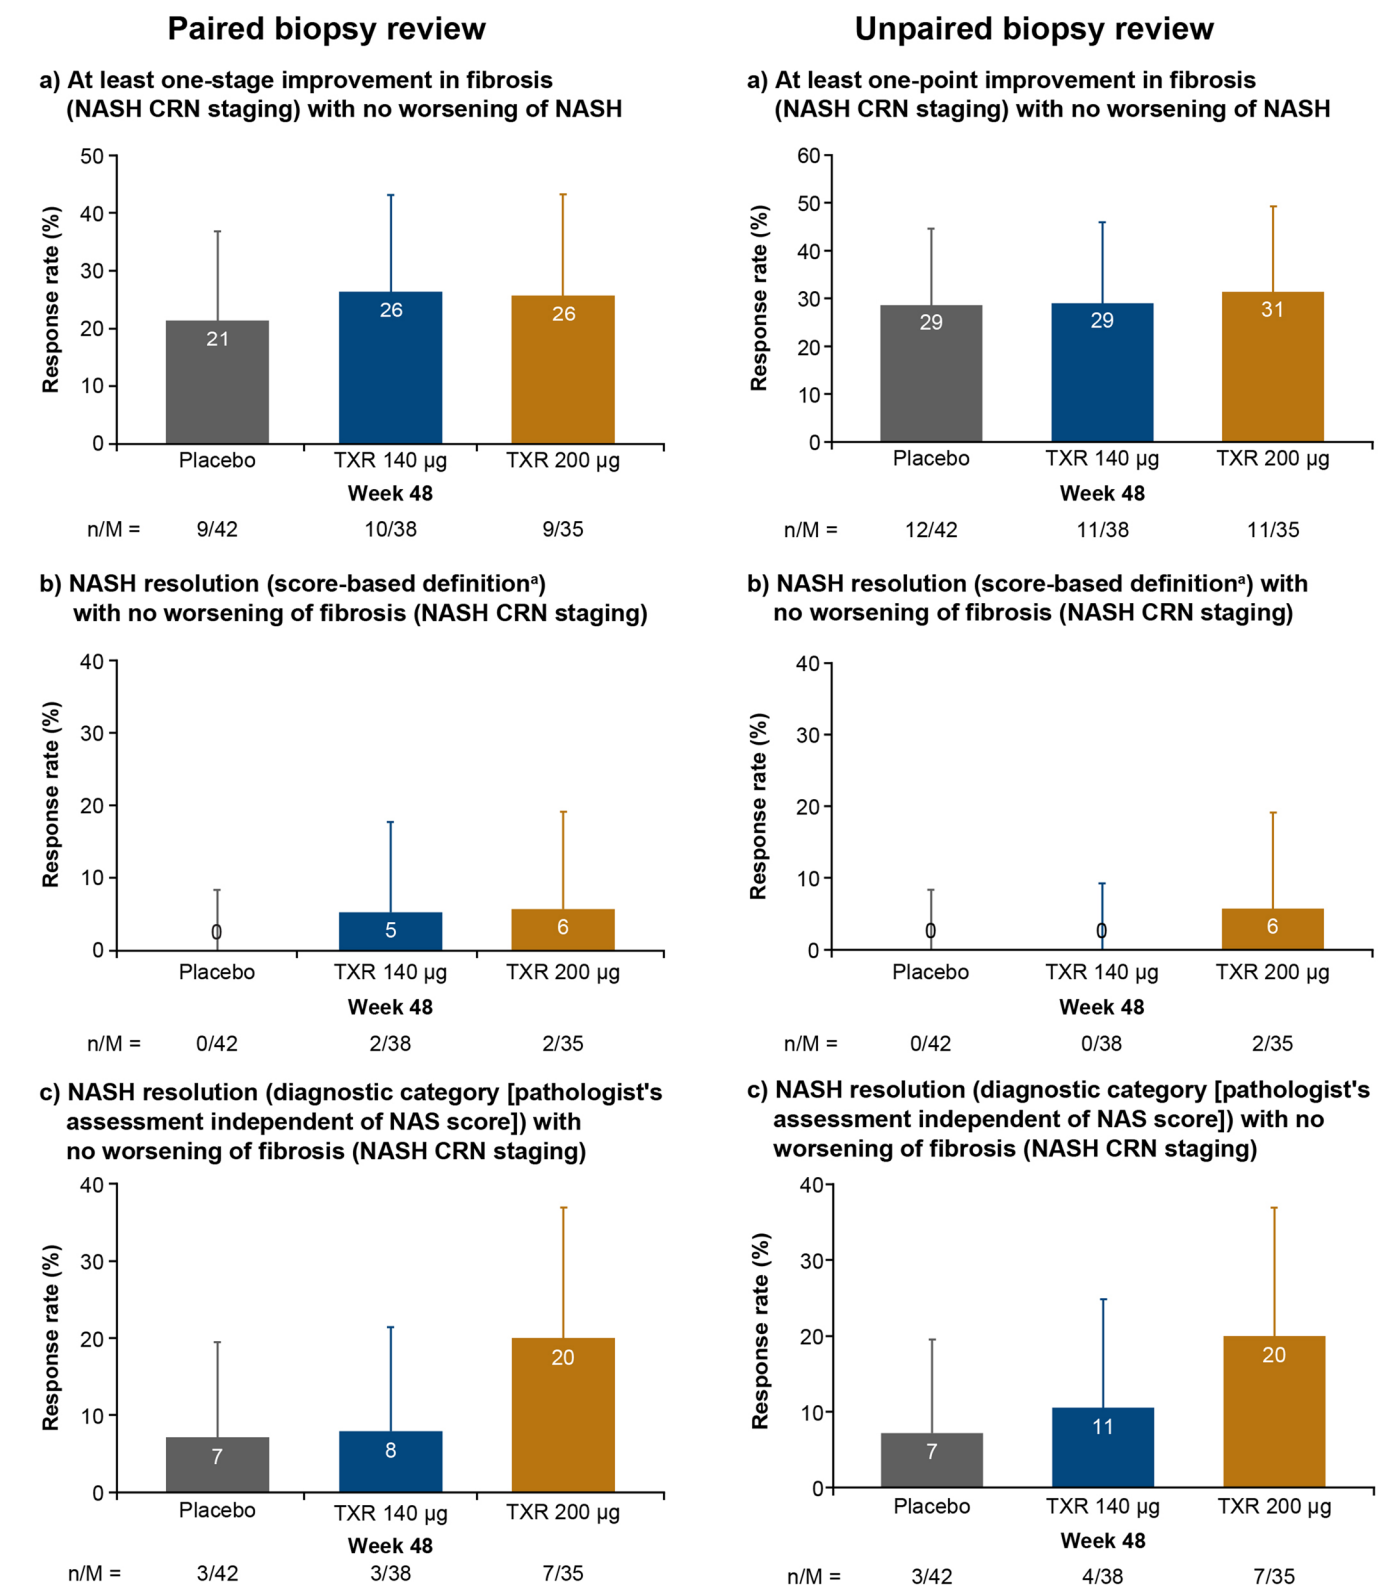 Paired biopsy review
a) At least one-stage improvement in fibrosis
(NASH CRN staging) with no worsening of NASH
Response rate (%)
50
40
30
20
10
0
21
26
26
Placebo
TXR 140 µg
TXR 200 µg
Week 48
n/M = 9/42 10/38 9/35
b) NASH resolution (score-based definitionᵃ)
with no worsening of fibrosis (NASH CRN staging)
Response rate (%)
40
30
20
10
0
0
5
6
Placebo
TXR 140 µg
TXR 200 µg
Week 48
n/M = 0/42 2/38 2/35
c) NASH resolution (diagnostic category [pathologist's
assessment independent of NAS score]) with
no worsening of fibrosis (NASH CRN staging)
Response rate (%)
40
30
20
10
0
7
8
20
Placebo
TXR 140 µg
TXR 200 µg
Week 48
n/M = 3/42 3/38 7/35
Unpaired biopsy review
a) At least one-point improvement in fibrosis
(NASH CRN staging) with no worsening of NASH
Response rate (%)
60
50
40
30
20
10
0
29
29
31
Placebo
TXR 140 µg
TXR 200 µg
Week 48
n/M = 12/42 11/38 11/35
b) NASH resolution (score-based definitionᵃ) with
no worsening of fibrosis (NASH CRN staging)
Response rate (%)
40
30
20
10
0
0
0
6
Placebo
TXR 140 µg
TXR 200 µg
Week 48
n/M = 0/42 0/38 2/35
c) NASH resolution (diagnostic category [pathologist's
assessment independent of NAS score]) with no
worsening of fibrosis (NASH CRN staging)
Response rate (%)
40
30
20
10
0
7
11
20
Placebo
TXR 140 µg
TXR 200 µg
Week 48
n/M = 3/42 4/38 7/35